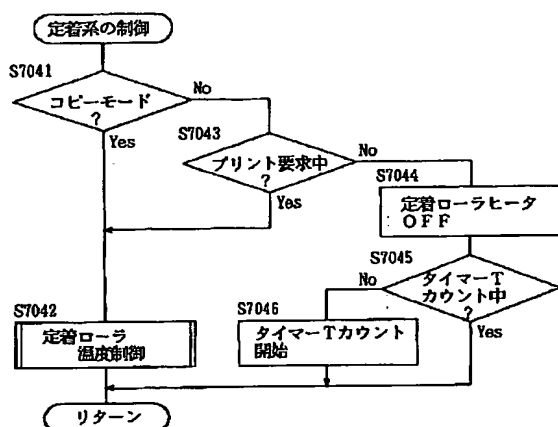 定着系の制御
S7041
コピーモード
?
No
Yes
S7043
プリント要求中
?
No
Yes
S7044
定着ローラヒータ
OFF
S7045
タイマーT
カウント中
?
No
Yes
S7042
定着ローラ
温度制御
S7046
タイマーTカウント
開始
リターン